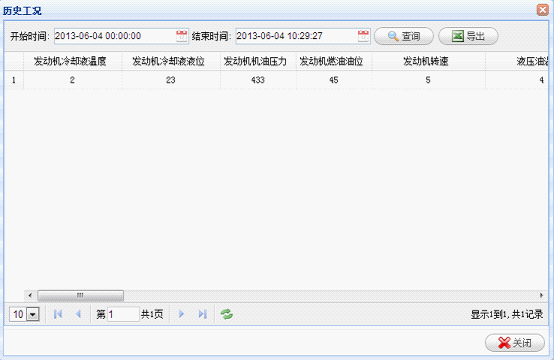 历史工况
开始时间: 2013-06-04 00:00:00 结束时间: 2013-06-04 10:29:27 查询 导出
发动机冷却液温度 发动机冷却液液位 发动机机油压力 发动机燃油油位 发动机转速 液压油
1 2 23 433 45 5 4
10 第 1 共1页 显示1到1,共1记录
关闭